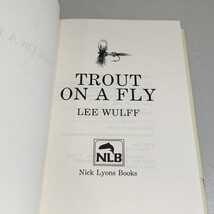 TROUT
ON A FLY
LEE WULFF
NLB
Nick Lyons Books